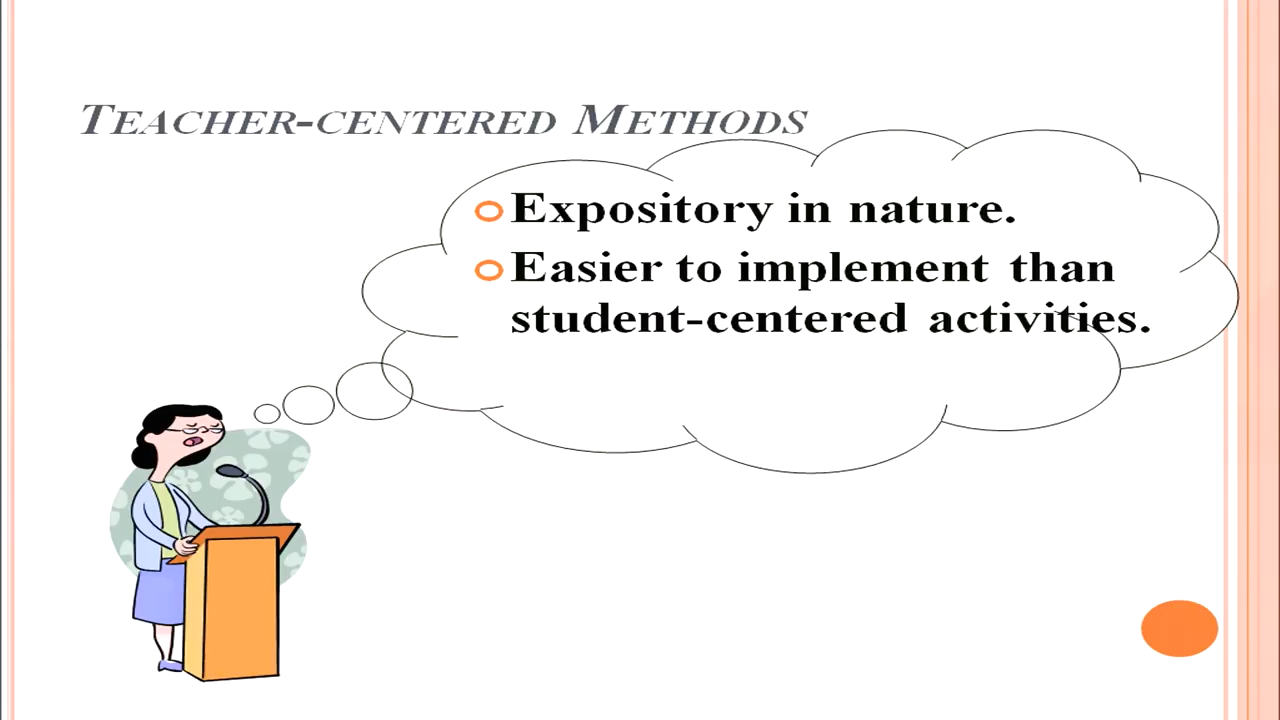 TEACHER-CENTERED METHODS
Expository in nature.
Easier to implement than
student-centered activities.